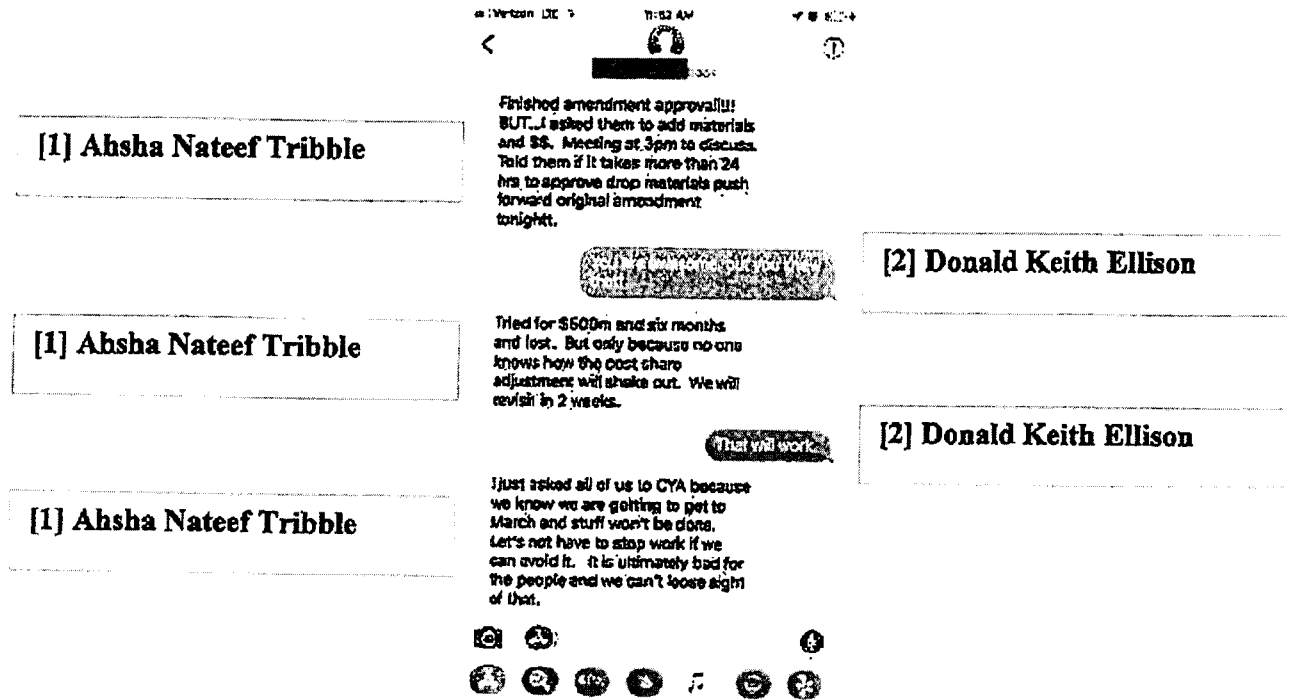 Verizon LTE 11:52 AM
[1] Ahsha Nateef Tribble
Finished amendment approval!!!
BUT...I asked them to add materials
and $$. Meeting at 3pm to discuss.
Told them if it takes more than 24
hrs to approve drop materials push
forward original amendment
tonightt.
[2] Donald Keith Ellison
[1] Ahsha Nateef Tribble
Tried for $500m and six months
and lost. But only because no one
knows how the cost share
adjustment will shake out. We will
revisit in 2 weeks.
[2] Donald Keith Ellison
That will work.
[1] Ahsha Nateef Tribble
I just asked all of us to CYA because
we know we are getting to get to
March and stuff won't be done.
Let's not have to stop work if we
can avoid it. It is ultimately bad for
the people and we can't loose sight
of that.